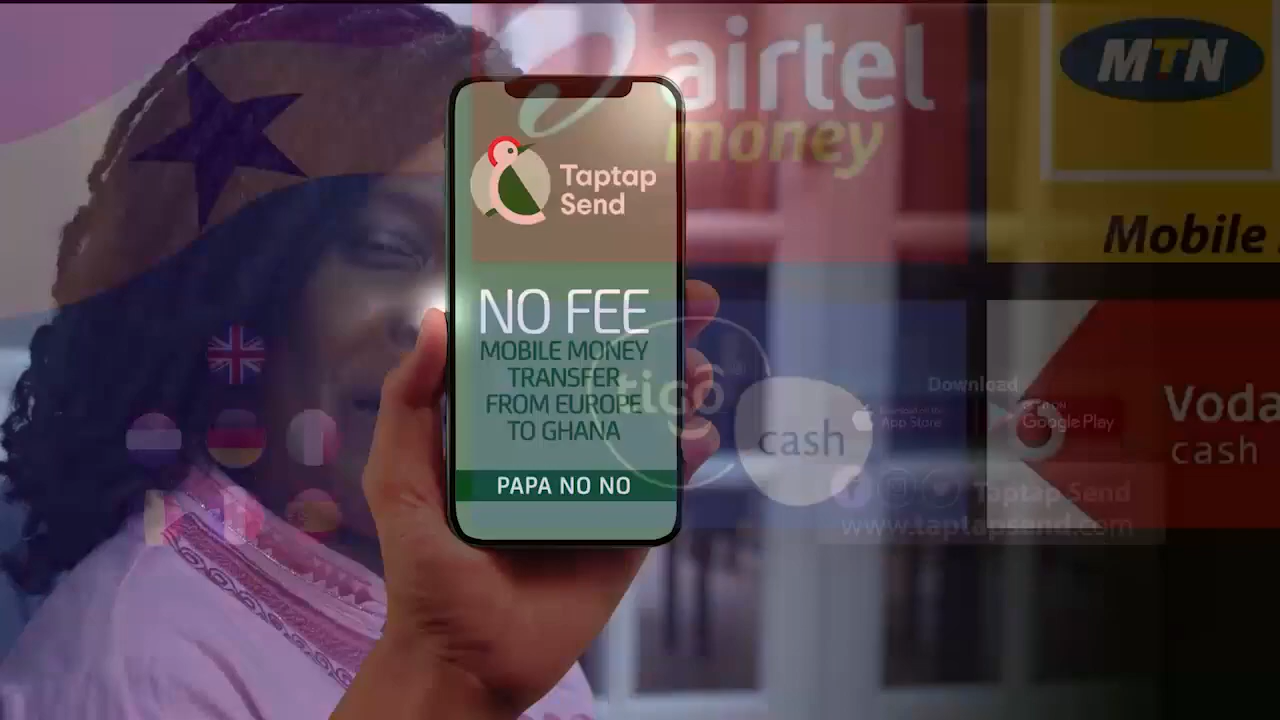 airtel
money
MTN
Mobile
Taptap
Send
NO FEE
MOBILE MONEY
TRANSFER
FROM EUROPE
TO GHANA
PAPA NO NO
tigo
cash
Download
App Store
Google Play
Voda
cash
Taptap Send
www.taptapsend.com